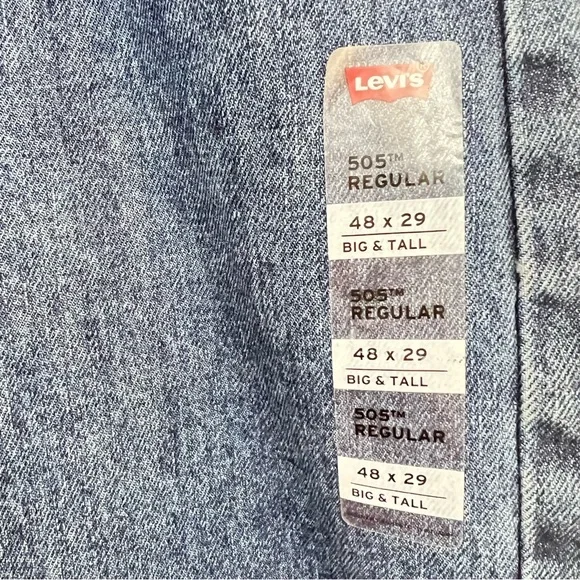 Levi's
505™
REGULAR
48 x 29
BIG & TALL
505™
REGULAR
48 x 29
BIG & TALL
505™
REGULAR
48 x 29
BIG & TALL